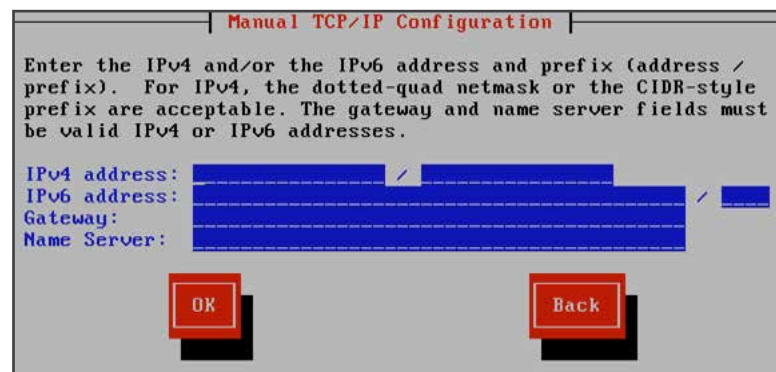 Manual TCP/IP Configuration
Enter the IPv4 and/or the IPv6 address and prefix (address /
prefix).  For IPv4, the dotted-quad netmask or the CIDR-style
prefix are acceptable. The gateway and name server fields must
be valid IPv4 or IPv6 addresses.
IPv4 address: /
IPv6 address: /
Gateway:
Name Server:
OK Back